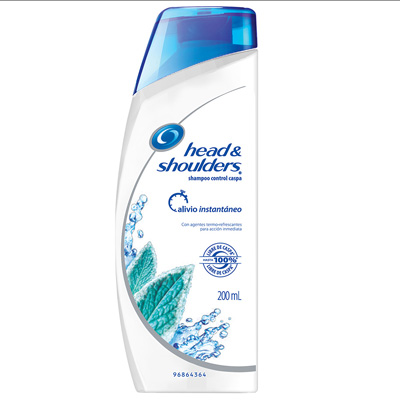 head &
shoulders®
shampoo control caspa
alivio instantáneo
Con agentes termo-refrescantes
para acción inmediata
LIBRE DE CASPA
HASTA 100%
LIBRE DE CASPA
200 mL
96864364